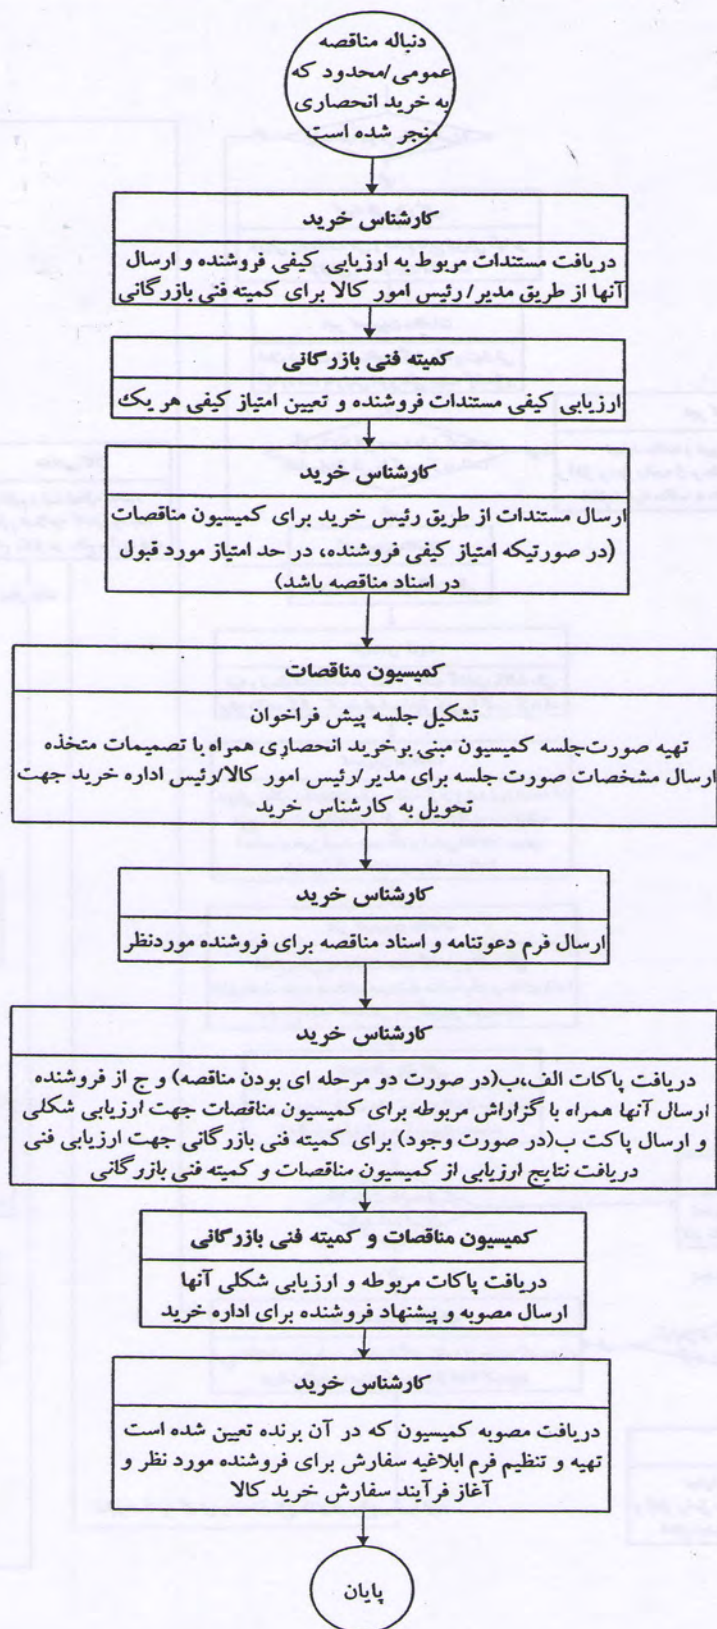 دنباله مناقصه
عمومی/محدود که
به خرید انحصاری
منجر شده است
کارشناس خرید
دریافت مستندات مربوط به ارزیابی کیفی فروشنده و ارسال
آنها از طریق مدیر/ رئیس امور کالا برای کمیته فنی بازرگانی
کمیته فنی بازرگانی
ارزیابی کیفی مستندات فروشنده و تعیین امتیاز کیفی هر یک
کارشناس خرید
ارسال مستندات از طریق رئیس خرید برای کمیسیون مناقصات
(در صورتیکه امتیاز کیفی فروشنده، در حد امتیاز مورد قبول
در اسناد مناقصه باشد)
کمیسیون مناقصات
تشکیل جلسه پیش فراخوان
تهیه صورت‌جلسه کمیسیون مبنی برخرید انحصاری همراه با تصمیمات متخذه
ارسال مشخصات صورت جلسه برای مدیر/رئیس امور کالا/رئیس اداره خرید جهت
تحویل به کارشناس خرید
کارشناس خرید
ارسال فرم دعوتنامه و اسناد مناقصه برای فروشنده موردنظر
کارشناس خرید
دریافت پاکات الف،ب(در صورت دو مرحله ای بودن مناقصه) و ج از فروشنده
ارسال آنها همراه با گزاراش مربوطه برای کمیسیون مناقصات جهت ارزیابی شکلی
و ارسال پاکت ب(در صورت وجود) برای کمیته فنی بازرگانی جهت ارزیابی فنی
دریافت نتایج ارزیابی از کمیسیون مناقصات و کمیته فنی بازرگانی
کمیسیون مناقصات و کمیته فنی بازرگانی
دریافت پاکات مربوطه و ارزیابی شکلی آنها
ارسال مصوبه و پیشنهاد فروشنده برای اداره خرید
کارشناس خرید
دریافت مصوبه کمیسیون که در آن برنده تعیین شده است
تهیه و تنظیم فرم ابلاغیه سفارش برای فروشنده مورد نظر و
آغاز فرآیند سفارش خرید کالا
پایان